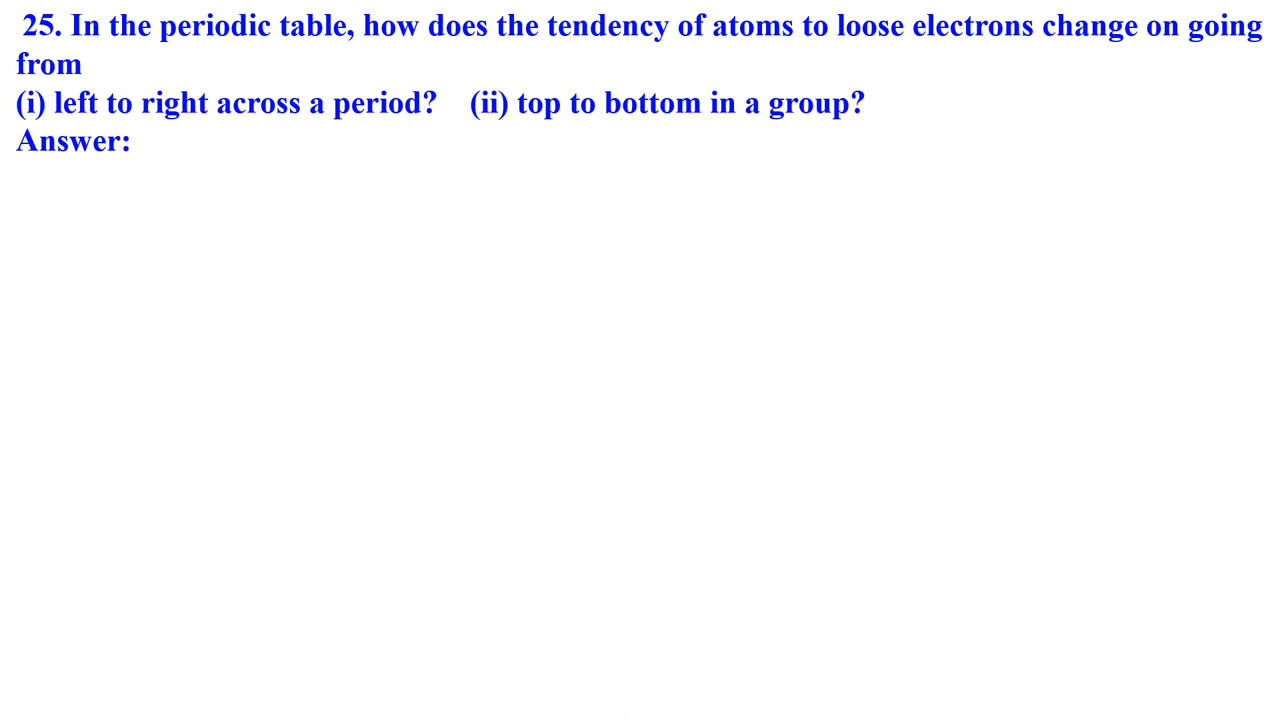 25. In the periodic table, how does the tendency of atoms to loose electrons change on going
from
(i) left to right across a period? (ii) top to bottom in a group?
Answer: